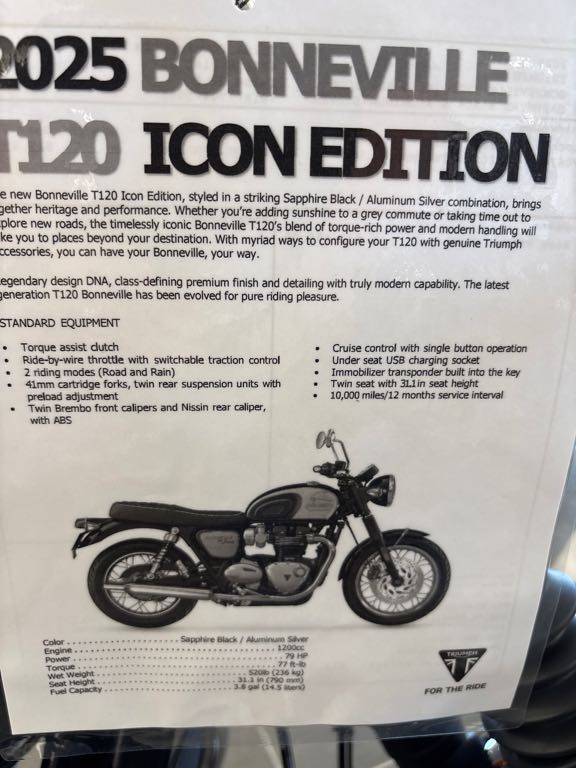 2025 BONNEVILLE
T120 ICON EDITION
e new Bonneville T120 Icon Edition, styled in a striking Sapphire Black / Aluminum Silver combination, brings
gether heritage and performance. Whether you're adding sunshine to a grey commute or taking time out to
plore new roads, the timelessly iconic Bonneville T120's blend of torque-rich power and modern handling will
ke you to places beyond your destination. With myriad ways to configure your T120 with genuine Triumph
ccessories, you can have your Bonneville, your way.
egendary design DNA, class-defining premium finish and detailing with truly modern capability. The latest
generation T120 Bonneville has been evolved for pure riding pleasure.
STANDARD EQUIPMENT
• Torque assist clutch
• Ride-by-wire throttle with switchable traction control
• 2 riding modes (Road and Rain)
• 41mm cartridge forks, twin rear suspension units with
preload adjustment
• Twin Brembo front calipers and Nissin rear caliper,
with ABS
• Cruise control with single button operation
• Under seat USB charging socket
• Immobilizer transponder built into the key
• Twin seat with 31.1in seat height
• 10,000 miles/12 months service interval
Color . . . . . . . . . . . . . . . . . . . Sapphire Black / Aluminum Silver
Engine . . . . . . . . . . . . . . . . . . . 1200cc
Power . . . . . . . . . . . . . . . . . . . 79 HP
Torque . . . . . . . . . . . . . . . . . . . 77 ft-lb
Wet Weight . . . . . . . . . . . . . . . . . . . 520lb (236 kg)
Seat Height . . . . . . . . . . . . . . . . . . . 31.1 in (790 mm)
Fuel Capacity . . . . . . . . . . . . . . . . . . . 3.8 gal (14.5 liters)
TRIUMPH
FOR THE RIDE